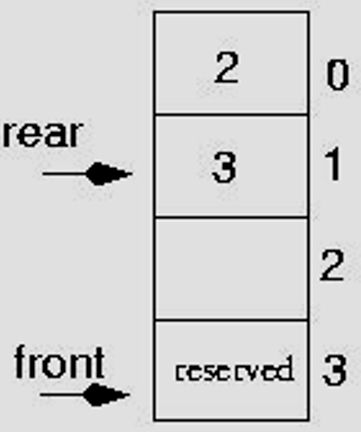 2 0
rear
3 1
2
front
reserved 3